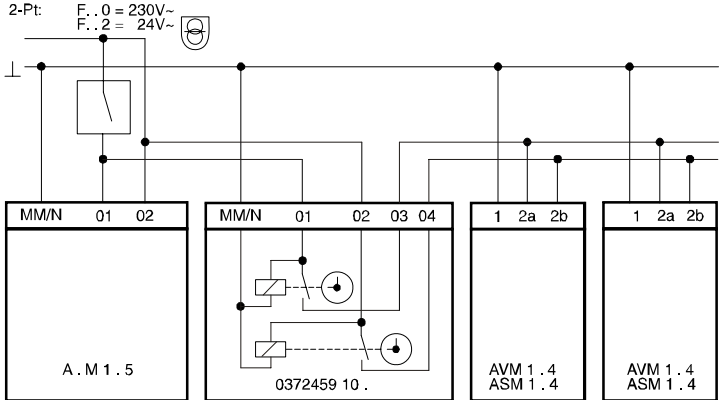 2-Pt: F..0 = 230V~
F..2 = 24V~
MM/N 01 02
MM/N 01 02 03 04
1 2a 2b
1 2a 2b
A.M1.5
0372459 10.
AVM 1.4
ASM 1.4
AVM 1.4
ASM 1.4